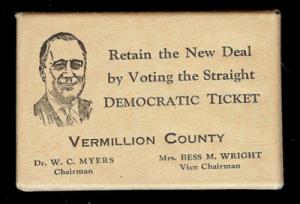 Retain the New Deal
by Voting the Straight
DEMOCRATIC TICKET
VERMILLION COUNTY
Dr. W. C. MYERS
Chairman
Mrs. BESS M. WRIGHT
Vice Chairman